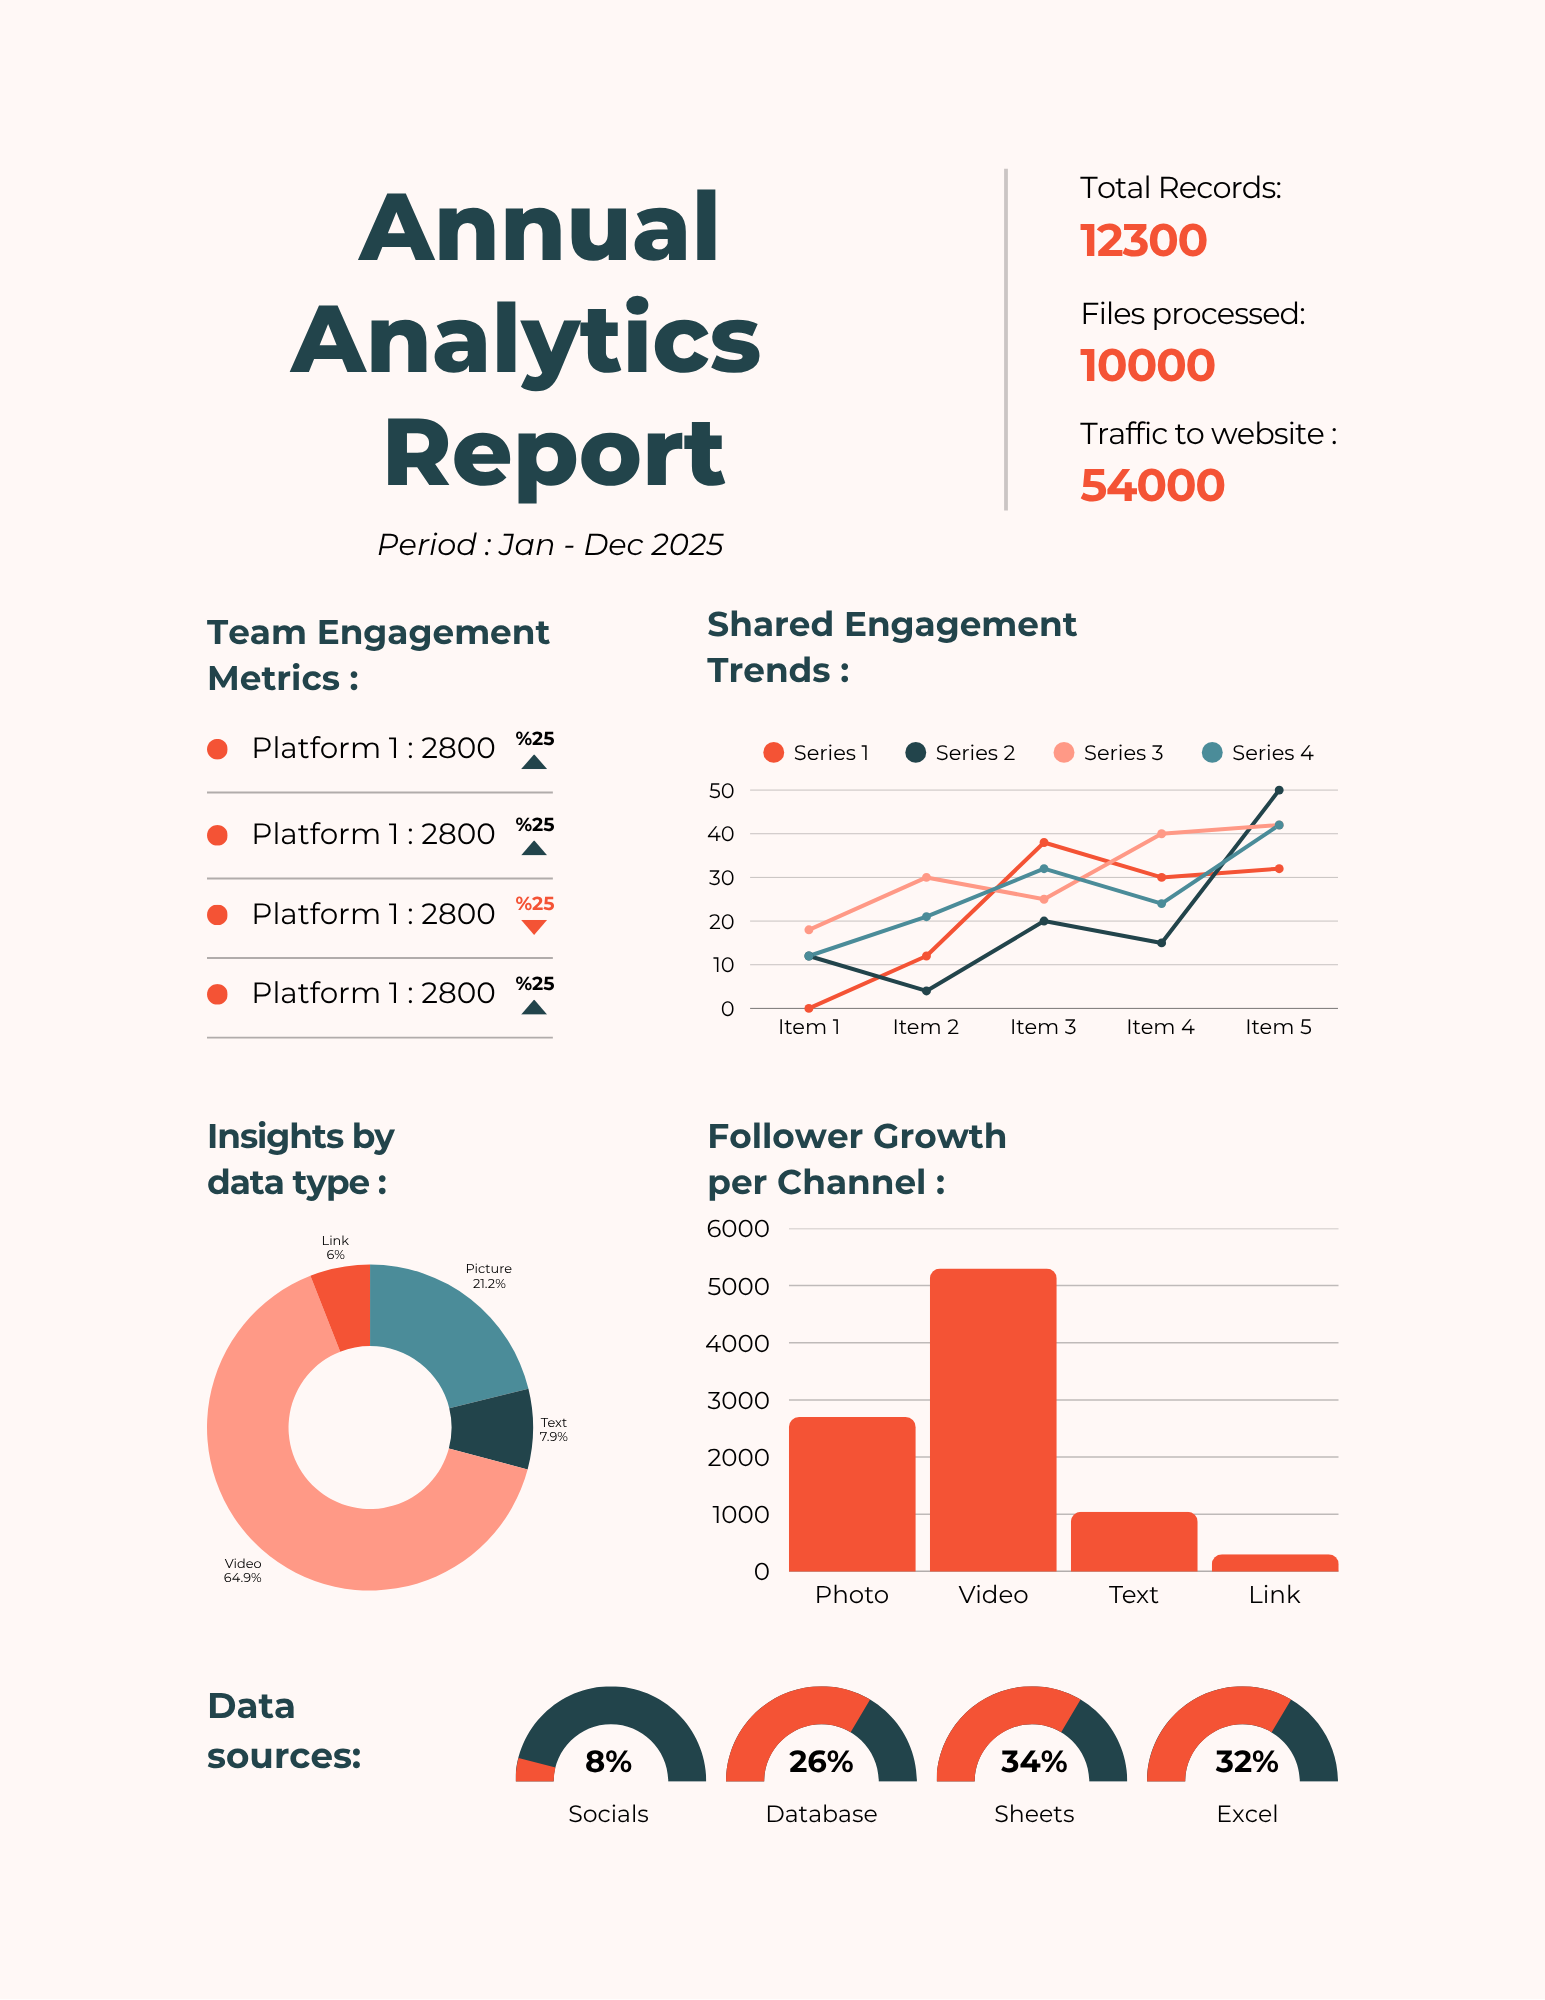 Annual
Analytics
Report
Period : Jan - Dec 2025
Total Records:
12300
Files processed:
10000
Traffic to website :
54000
Team Engagement
Metrics :
Platform 1 : 2800 %25
Platform 1 : 2800 %25
Platform 1 : 2800 %25
Platform 1 : 2800 %25
Shared Engagement
Trends :
Series 1 Series 2 Series 3 Series 4
50
40
30
20
10
0
Item 1 Item 2 Item 3 Item 4 Item 5
Insights by
data type :
Link
6%
Picture
21.2%
Text
7.9%
Video
64.9%
Follower Growth
per Channel :
6000
5000
4000
3000
2000
1000
0
Photo Video Text Link
Data
sources:
8% 26% 34% 32%
Socials Database Sheets Excel